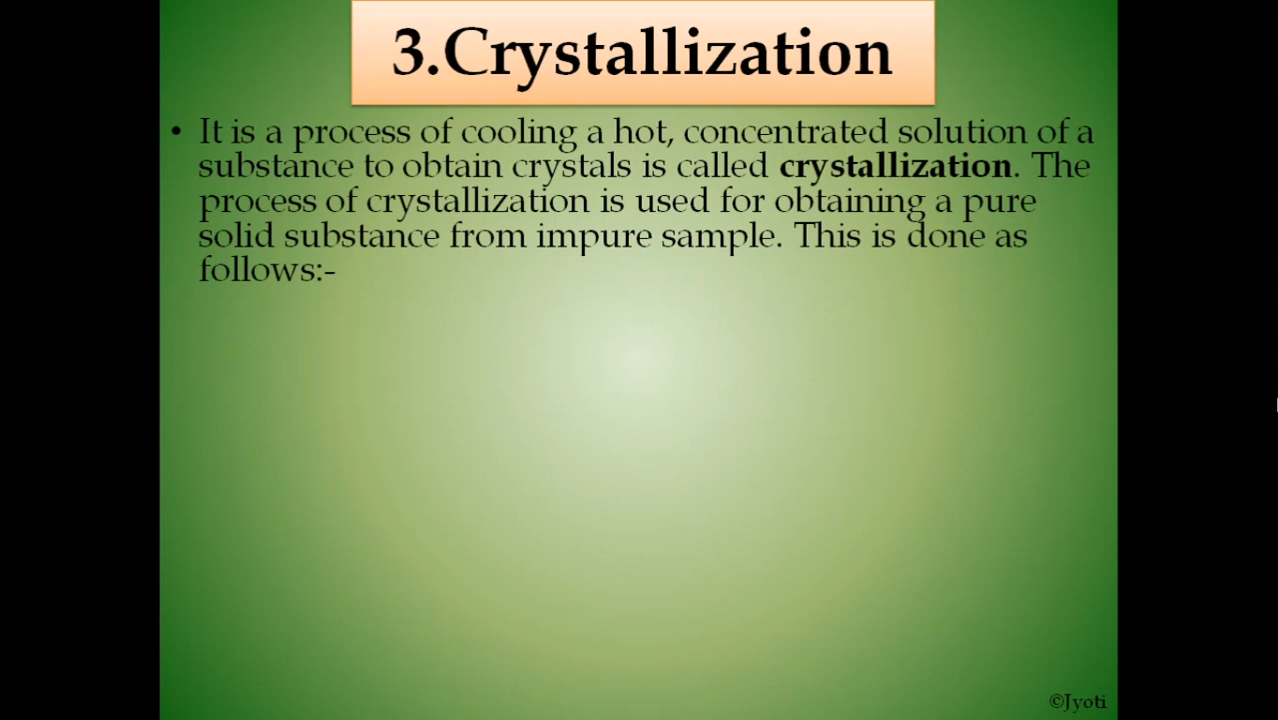 3.Crystallization
• It is a process of cooling a hot, concentrated solution of a
substance to obtain crystals is called crystallization. The
process of crystallization is used for obtaining a pure
solid substance from impure sample. This is done as
follows:-
©Jyoti